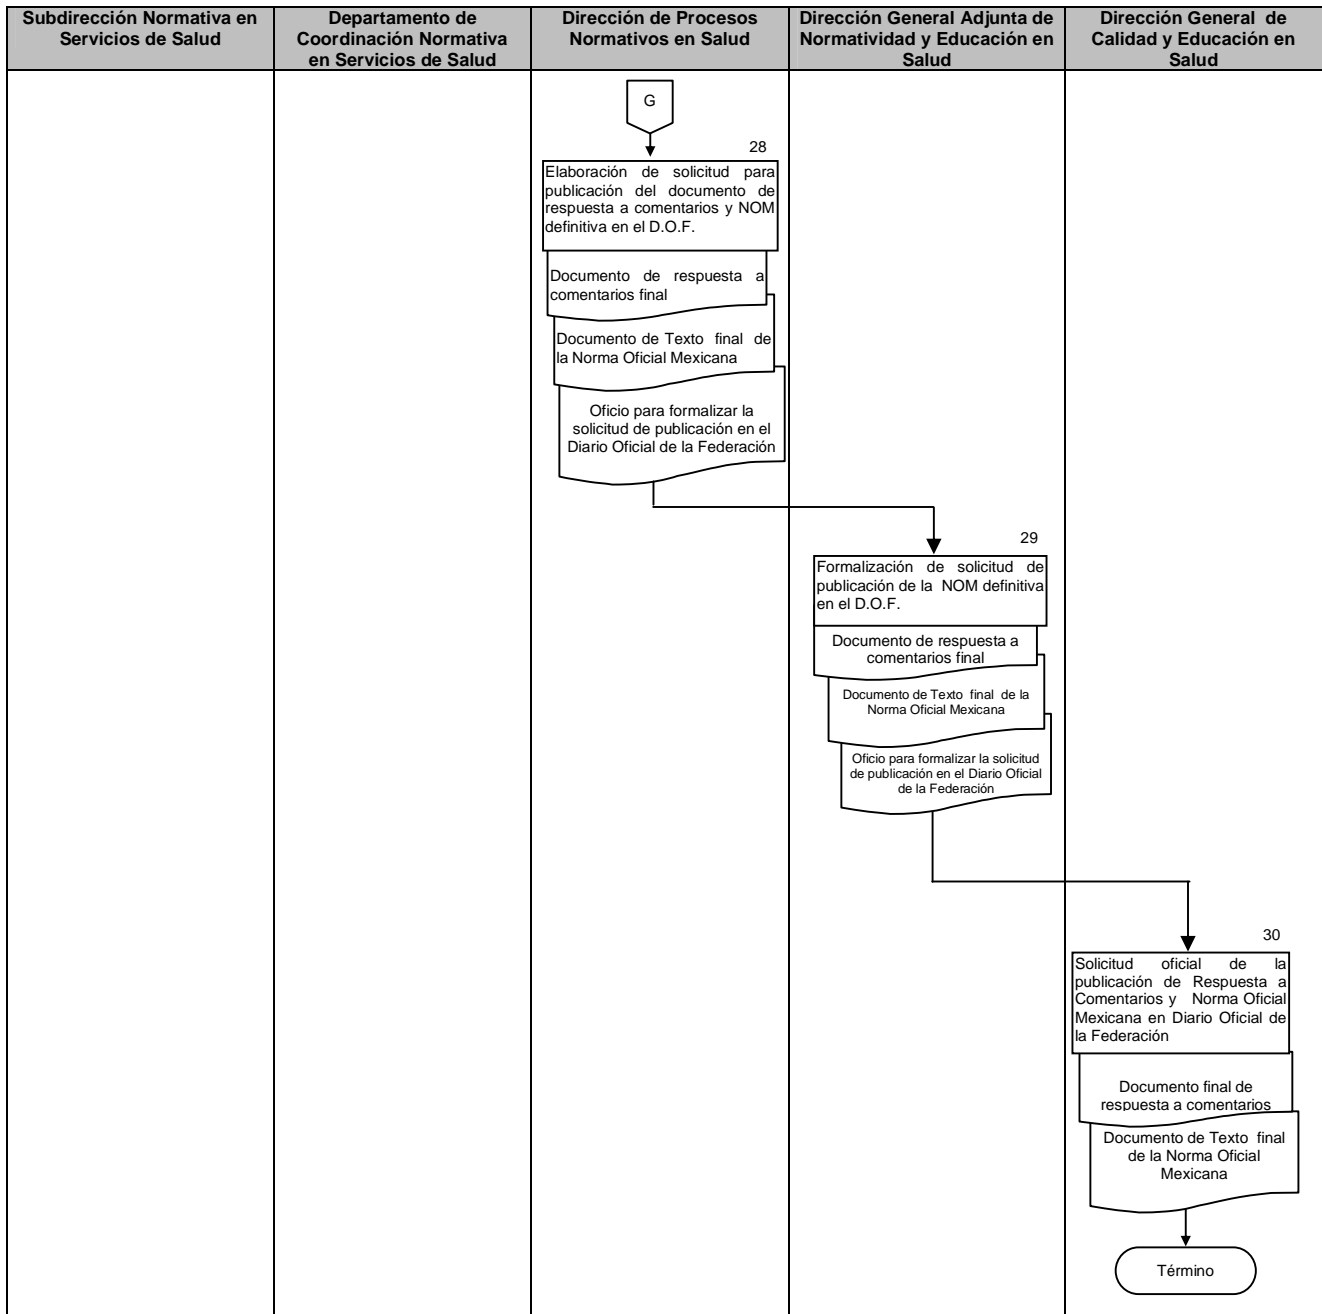 Subdirección Normativa en
Servicios de Salud
Departamento de
Coordinación Normativa
en Servicios de Salud
Dirección de Procesos
Normativos en Salud
Dirección General Adjunta de
Normatividad y Educación en
Salud
Dirección General de
Calidad y Educación en
Salud
G
28
Elaboración de solicitud para
publicación del documento de
respuesta a comentarios y NOM
definitiva en el D.O.F.
Documento de respuesta a
comentarios final
Documento de Texto final de
la Norma Oficial Mexicana
Oficio para formalizar la
solicitud de publicación en el
Diario Oficial de la Federación
29
Formalización de solicitud de
publicación de la NOM definitiva
en el D.O.F.
Documento de respuesta a
comentarios final
Documento de Texto final de la
Norma Oficial Mexicana
Oficio para formalizar la solicitud
de publicación en el Diario Oficial
de la Federación
30
Solicitud oficial de la
publicación de Respuesta a
Comentarios y Norma Oficial
Mexicana en Diario Oficial de
la Federación
Documento final de
respuesta a comentarios
Documento de Texto final
de la Norma Oficial
Mexicana
Término